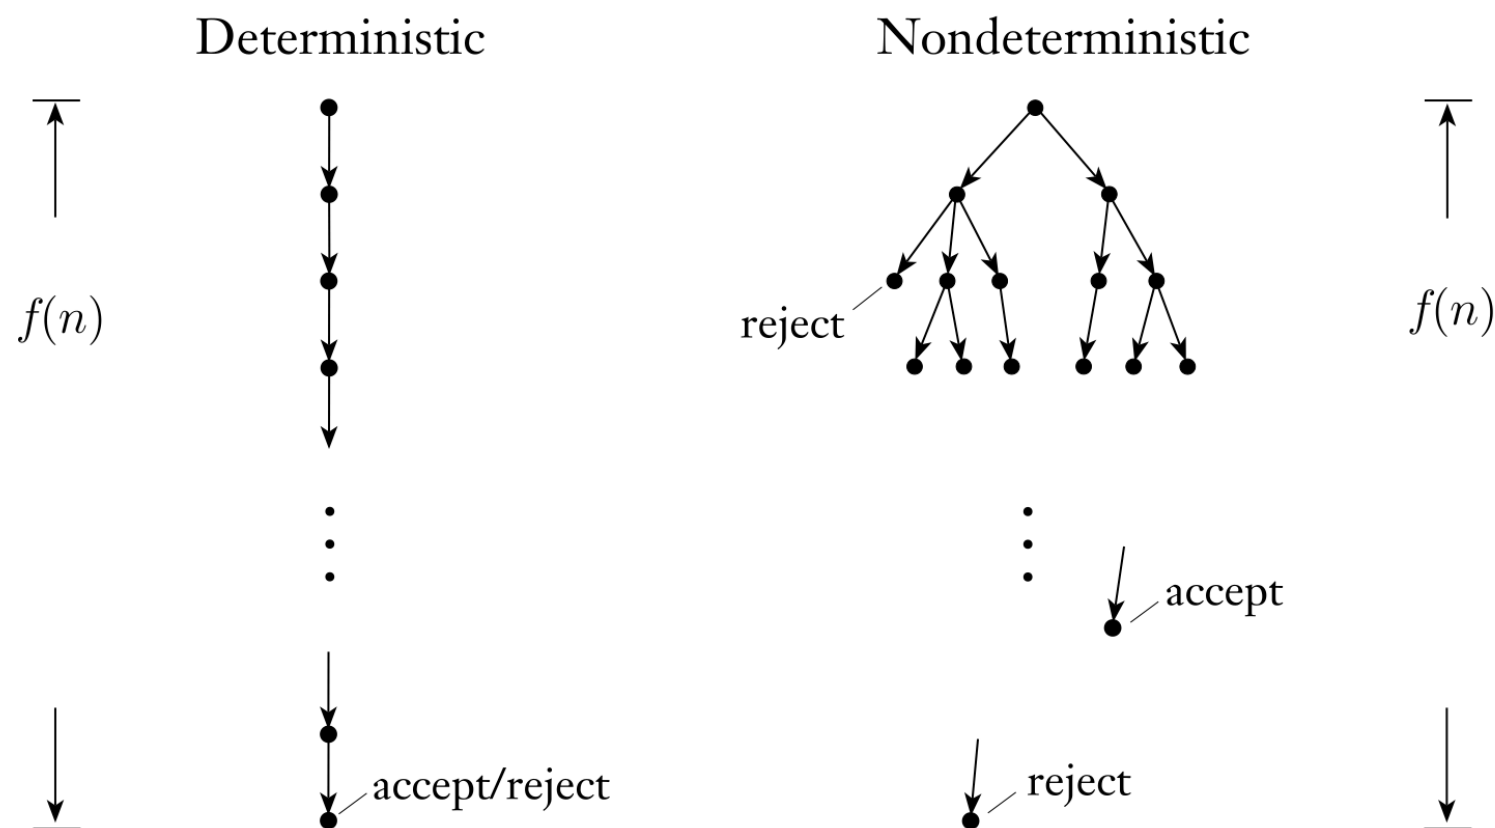 Deterministic
Nondeterministic
f(n)
reject
f(n)
accept
accept/reject
reject